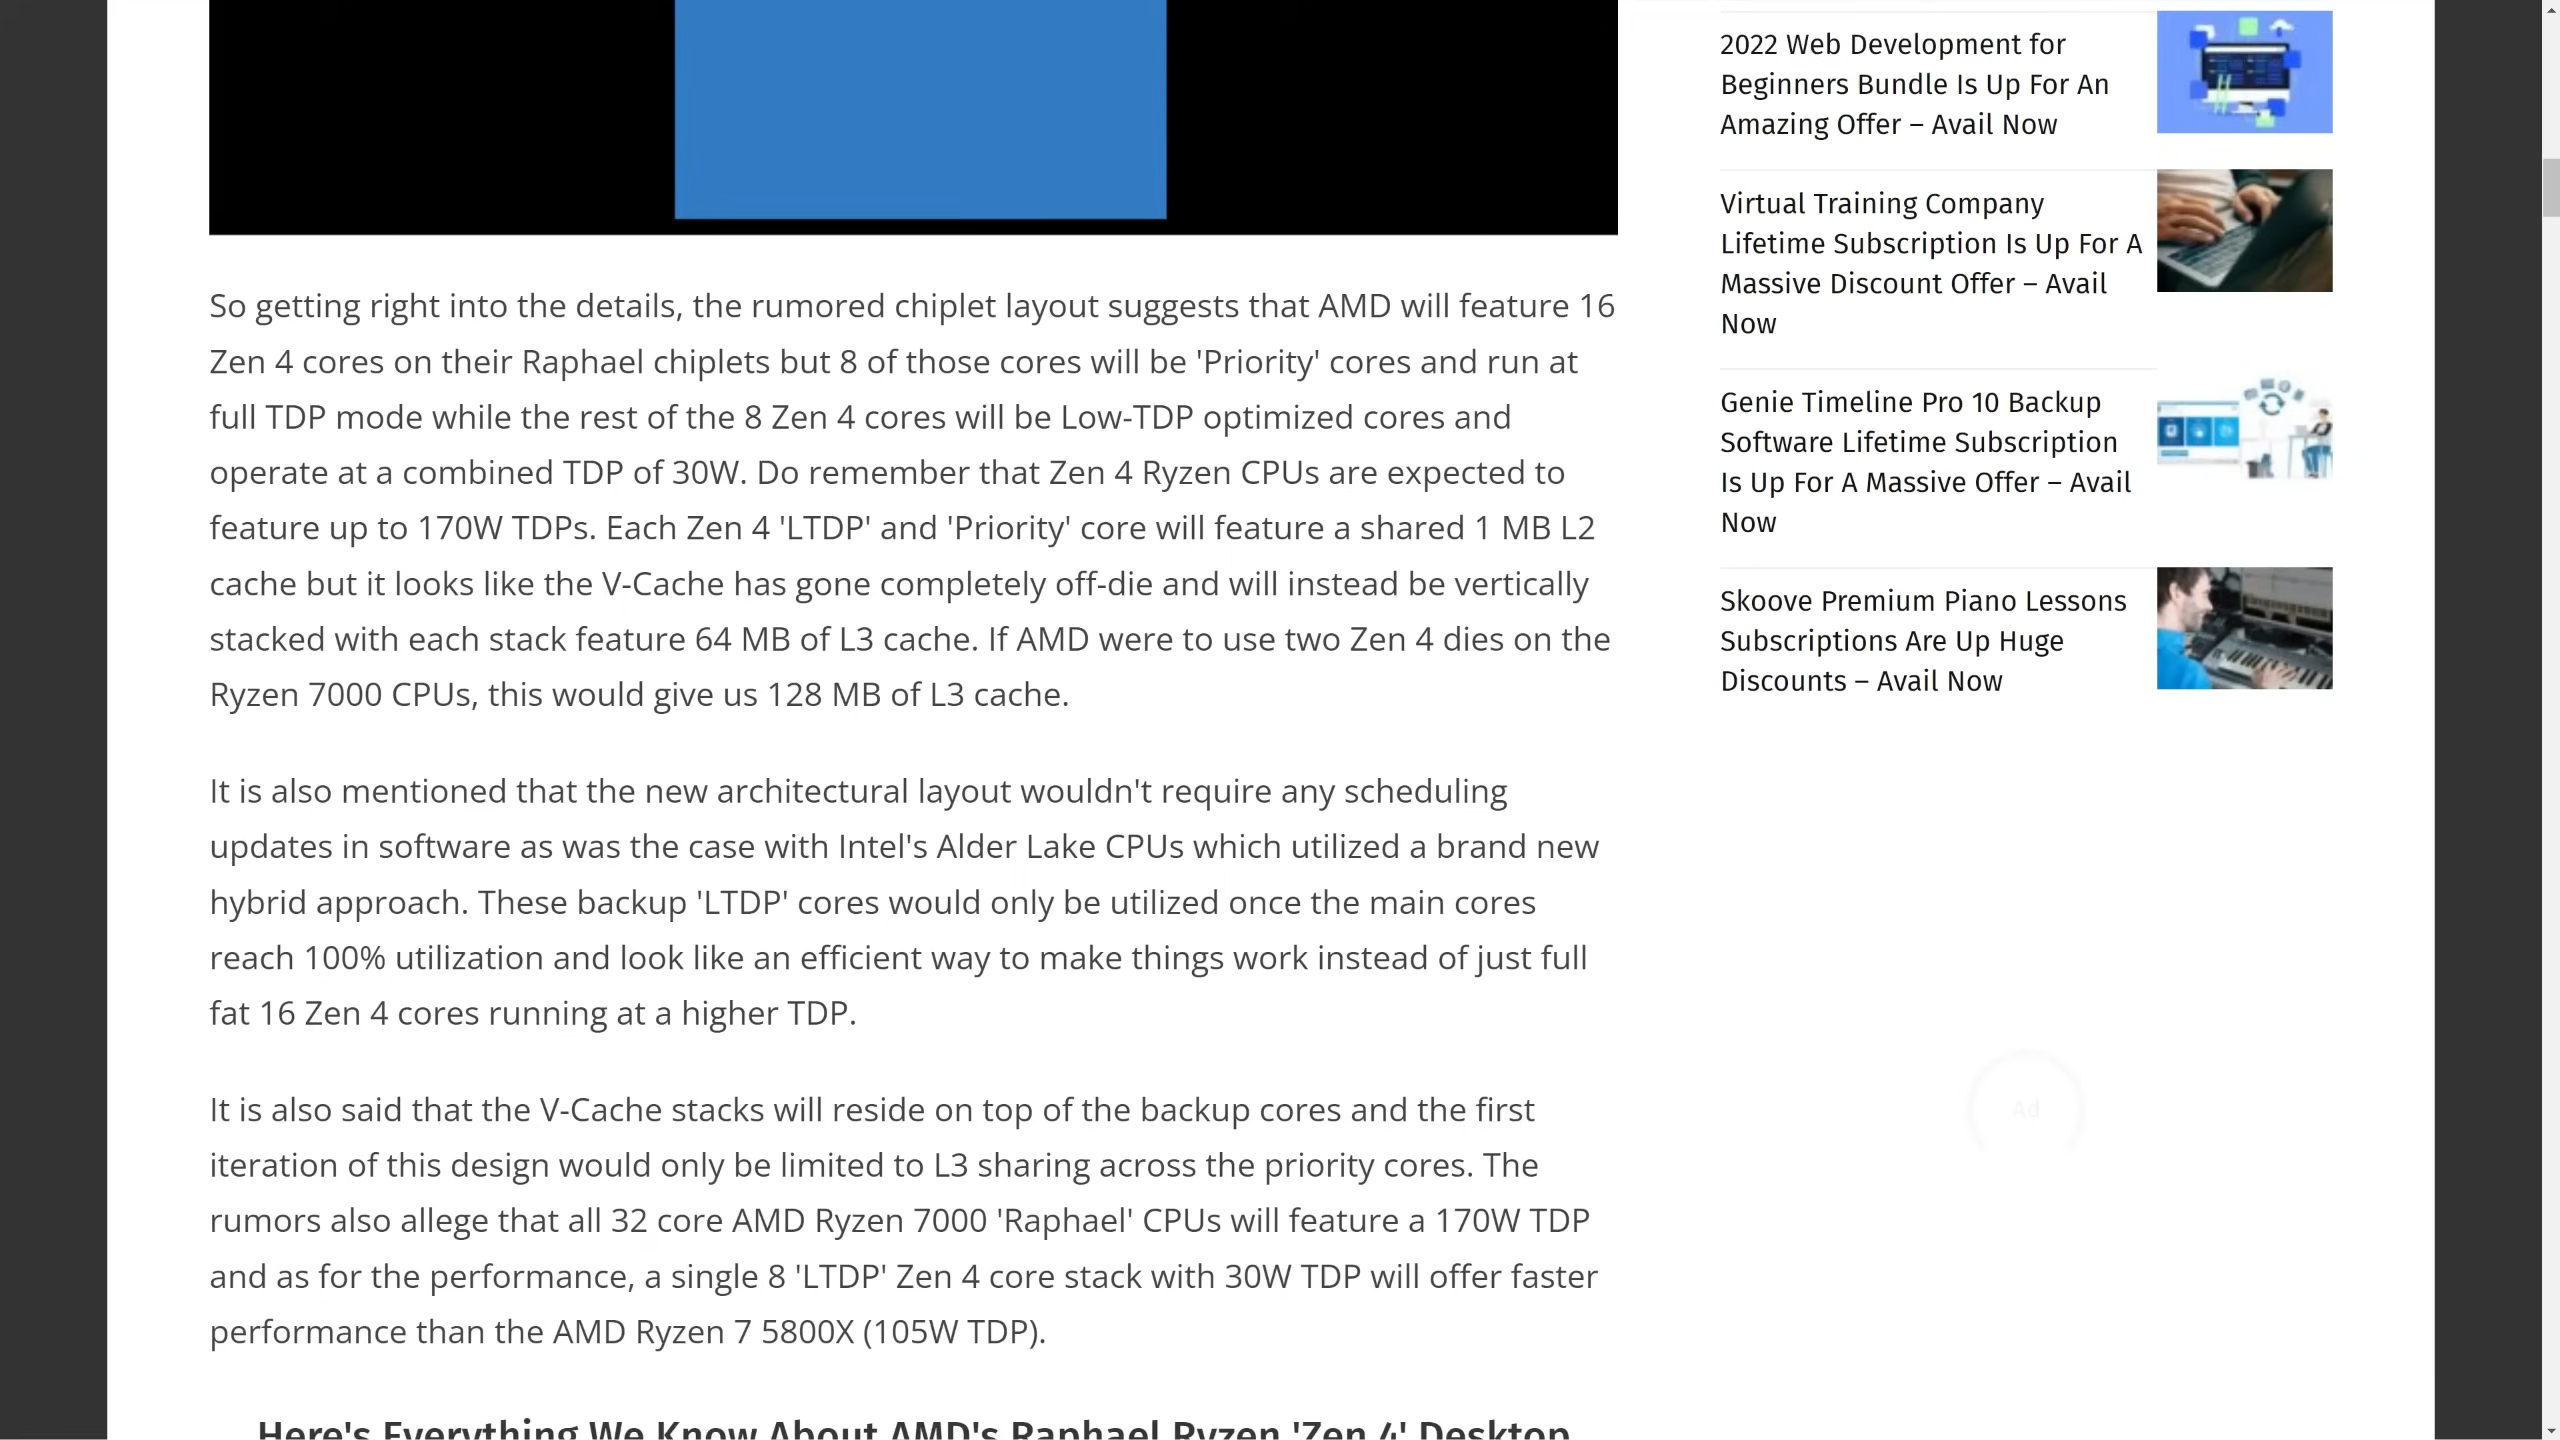 So getting right into the details, the rumored chiplet layout suggests that AMD will feature 16
Zen 4 cores on their Raphael chiplets but 8 of those cores will be 'Priority' cores and run at
full TDP mode while the rest of the 8 Zen 4 cores will be Low-TDP optimized cores and
operate at a combined TDP of 30W. Do remember that Zen 4 Ryzen CPUs are expected to
feature up to 170W TDPs. Each Zen 4 'LTDP' and 'Priority' core will feature a shared 1 MB L2
cache but it looks like the V-Cache has gone completely off-die and will instead be vertically
stacked with each stack feature 64 MB of L3 cache. If AMD were to use two Zen 4 dies on the
Ryzen 7000 CPUs, this would give us 128 MB of L3 cache.
It is also mentioned that the new architectural layout wouldn't require any scheduling
updates in software as was the case with Intel's Alder Lake CPUs which utilized a brand new
hybrid approach. These backup 'LTDP' cores would only be utilized once the main cores
reach 100% utilization and look like an efficient way to make things work instead of just full
fat 16 Zen 4 cores running at a higher TDP.
It is also said that the V-Cache stacks will reside on top of the backup cores and the first
iteration of this design would only be limited to L3 sharing across the priority cores. The
rumors also allege that all 32 core AMD Ryzen 7000 'Raphael' CPUs will feature a 170W TDP
and as for the performance, a single 8 'LTDP' Zen 4 core stack with 30W TDP will offer faster
performance than the AMD Ryzen 7 5800X (105W TDP).
Here's Everything We Know About AMD's Raphael Ryzen 'Zen 4' Desktop
2022 Web Development for
Beginners Bundle Is Up For An
Amazing Offer – Avail Now
Virtual Training Company
Lifetime Subscription Is Up For A
Massive Discount Offer – Avail
Now
Genie Timeline Pro 10 Backup
Software Lifetime Subscription
Is Up For A Massive Offer – Avail
Now
Skoove Premium Piano Lessons
Subscriptions Are Up Huge
Discounts – Avail Now
Ad